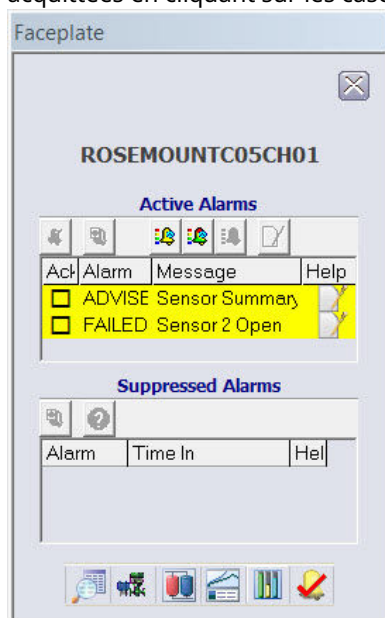 acquittées en cliquant sur les case
Faceplate
ROSEMOUNTC05CH01
Active Alarms
Ack Alarm Message Help
ADVISE Sensor Summary
FAILED Sensor 2 Open
Suppressed Alarms
Alarm Time In Hel